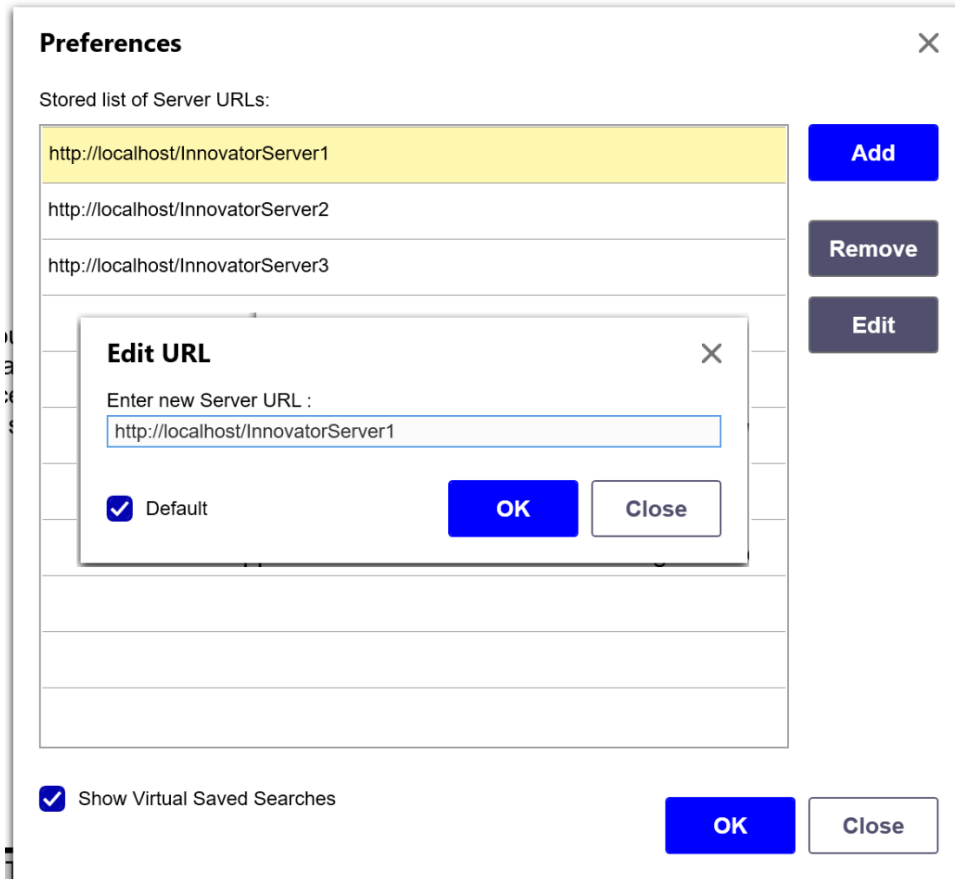 Preferences
Stored list of Server URLs:
http://localhost/InnovatorServer1
Add
http://localhost/InnovatorServer2
http://localhost/InnovatorServer3
Remove
Edit
Edit URL
Enter new Server URL :
http://localhost/InnovatorServer1
Default
OK
Close
Show Virtual Saved Searches
OK
Close